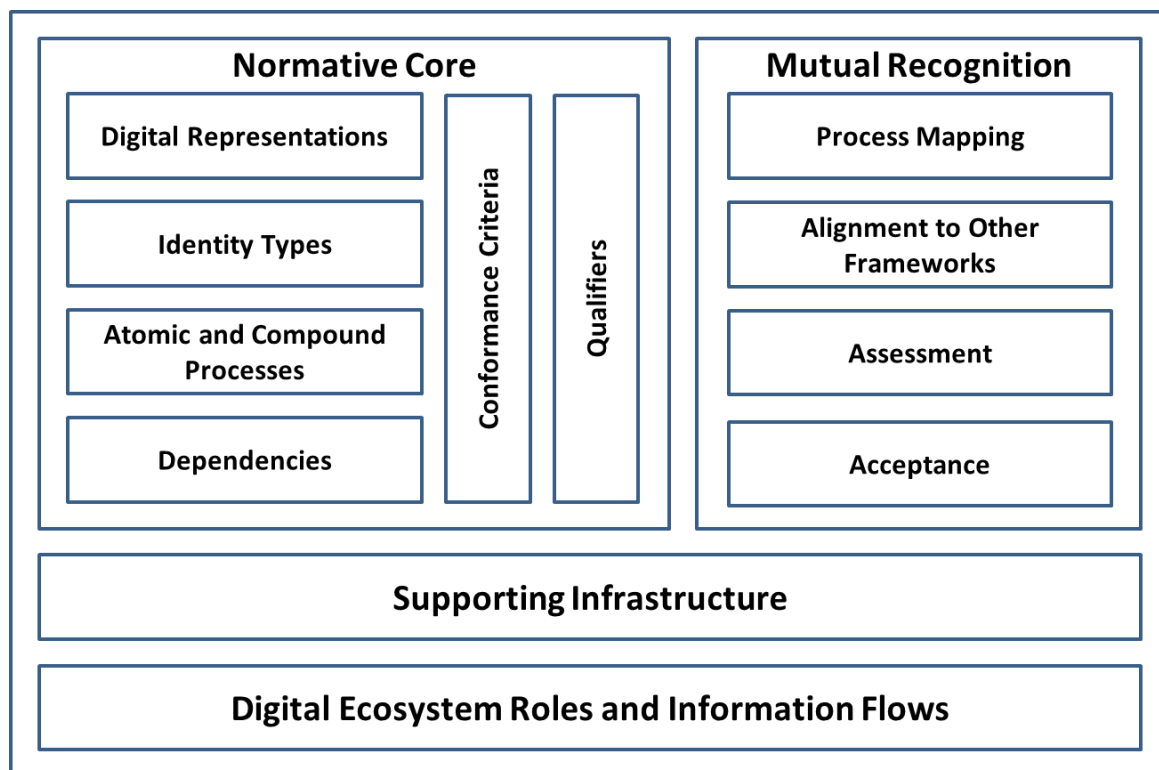 Normative Core
Digital Representations
Identity Types
Atomic and Compound
Processes
Dependencies
Conformance Criteria
Qualifiers
Mutual Recognition
Process Mapping
Alignment to Other
Frameworks
Assessment
Acceptance
Supporting Infrastructure
Digital Ecosystem Roles and Information Flows